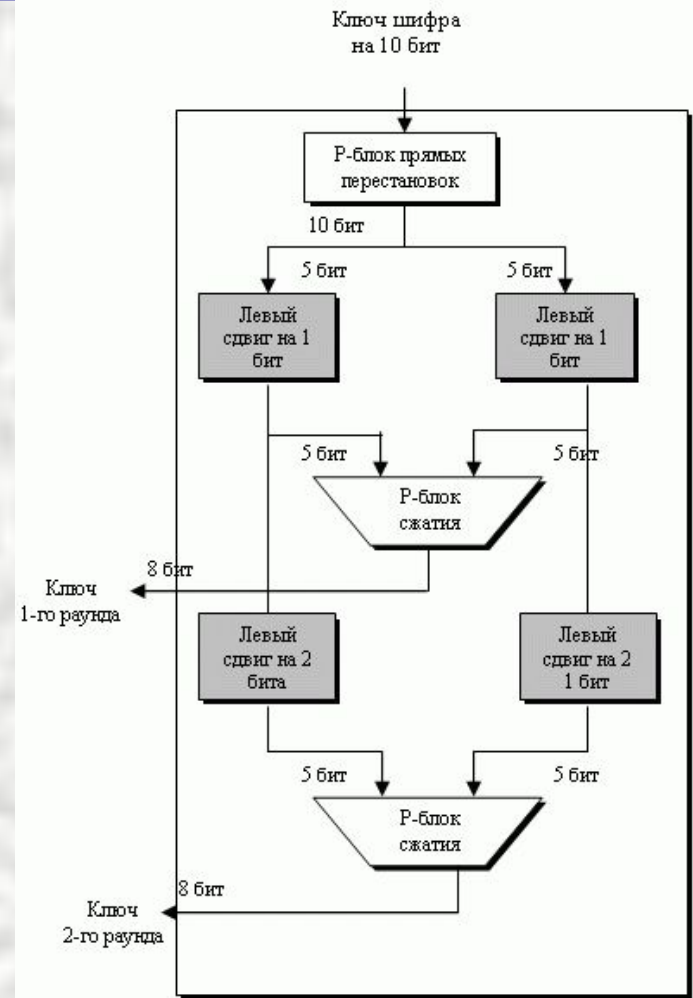 Ключ шифра
на 10 бит
Р-блок прямых
перестановок
10 бит
5 бит
5 бит
Левый
сдвиг на 1
бит
Левый
сдвиг на 1
бит
5 бит
5 бит
Р-блок
сжатия
8 бит
Ключ
1-го раунда
Левый
сдвиг на 2
бита
Левый
сдвиг на 2
1 бит
5 бит
5 бит
Р-блок
сжатия
8 бит
Ключ
2-го раунда